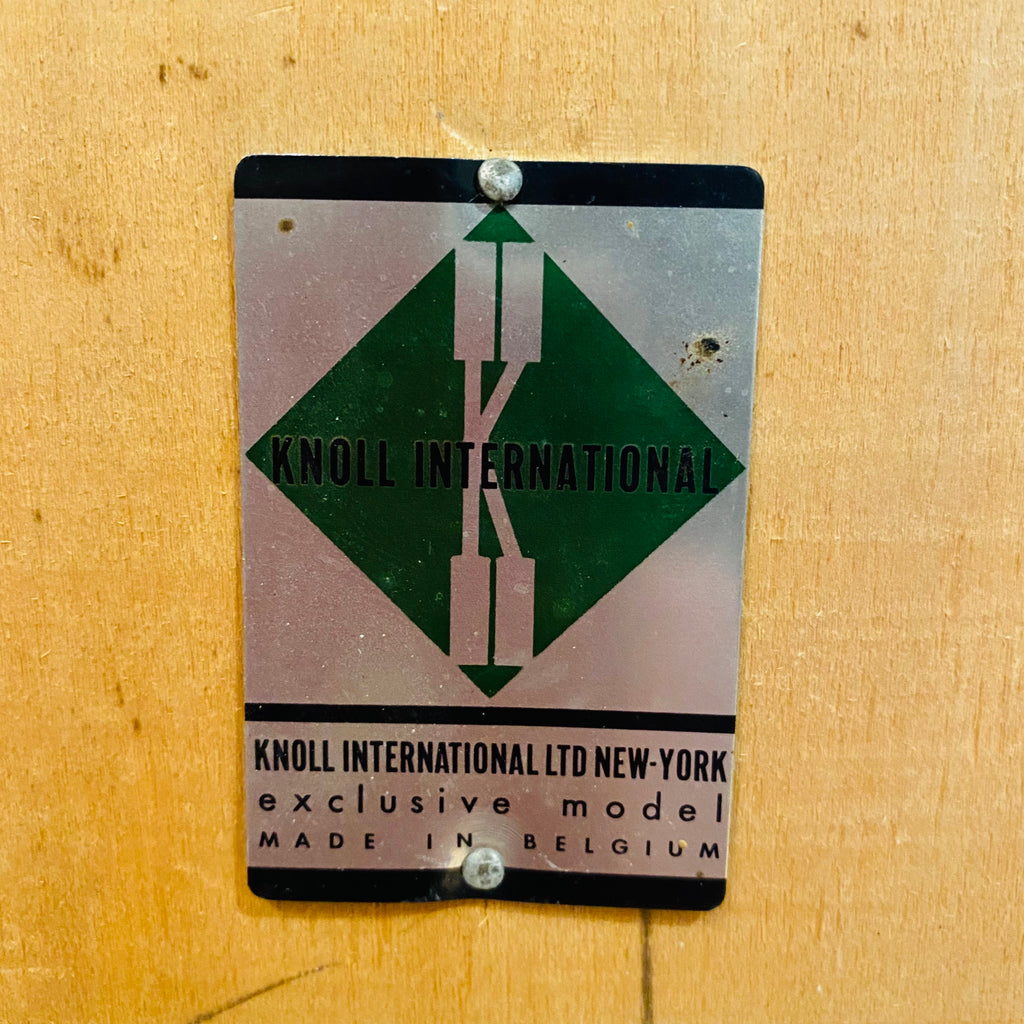 K
KNOLL INTERNATIONAL
KNOLL INTERNATIONAL LTD NEW-YORK
exclusive model
MADE IN BELGIUM